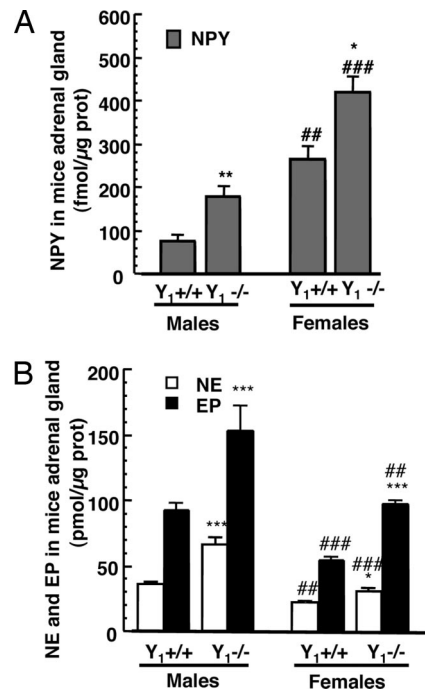 A
NPY in mice adrenal gland
(fmol/µg prot)
600
500
400
300
200
100
0
NPY
**
##
*
###
Y1+/+ Y1 -/-
Y1+/+ Y1 -/-
Males
Females
B
NE and EP in mice adrenal gland
(pmol/µg prot)
200
150
100
50
0
NE
EP
***
***
##
###
###
*
##
***
Y1+/+
Y1-/-
Y1+/+
Y1-/-
Males
Females